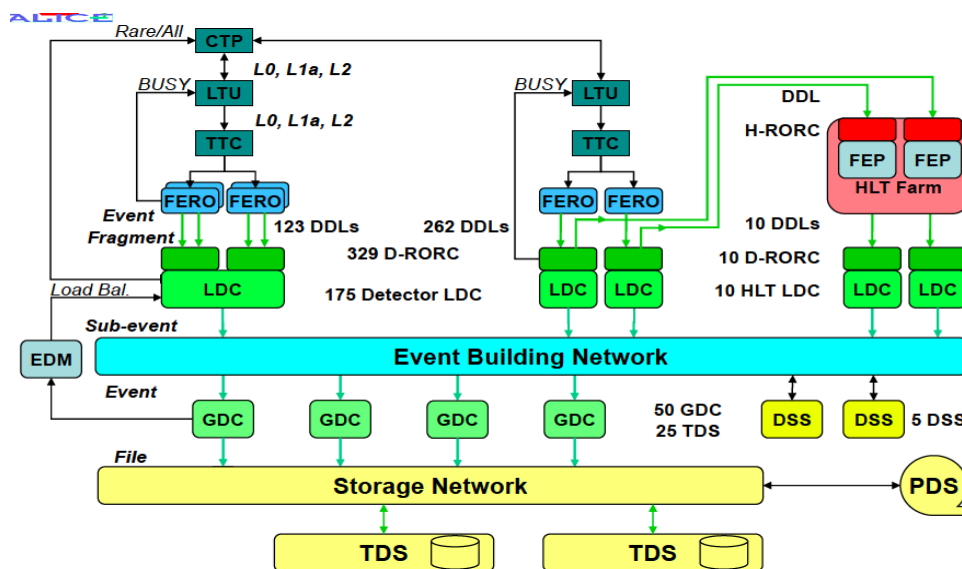 ALICE
Rare/All
CTP
L0, L1a, L2
BUSY
LTU
BUSY
LTU
DDL
L0, L1a, L2
H-RORC
TTC
TTC
FEP
FEP
HLT Farm
FERO
FERO
FERO
FERO
Event
Fragment
123 DDLs
262 DDLs
10 DDLs
329 D-RORC
10 D-RORC
LDC
175 Detector LDC
LDC
LDC
10 HLT LDC
LDC
LDC
Load Bal.
Sub-event
EDM
Event Building Network
Event
GDC
GDC
GDC
GDC
50 GDC
25 TDS
DSS
DSS
5 DSS
File
Storage Network
PDS
TDS
TDS